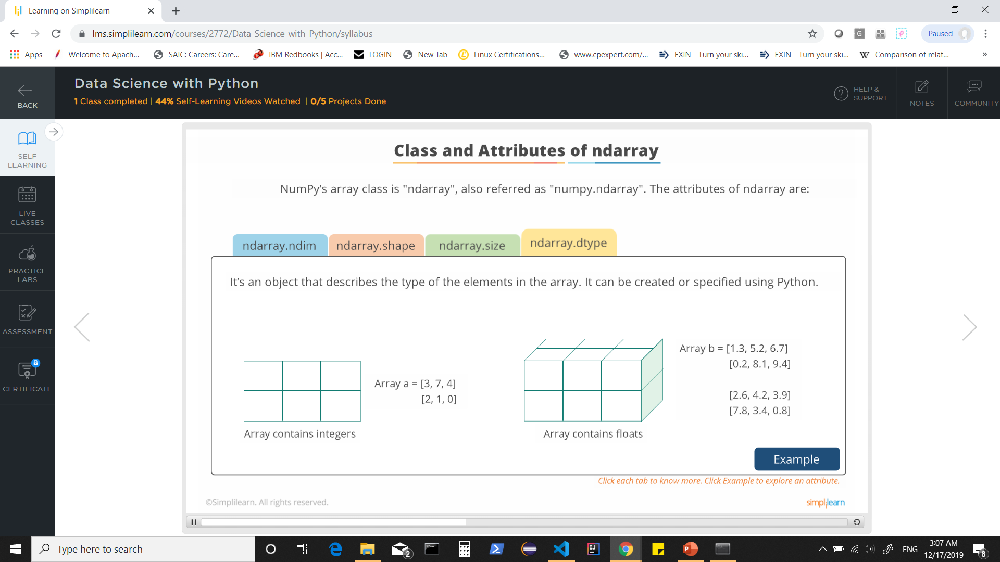 Learning on Simplilearn
lms.simplilearn.com/courses/2772/Data-Science-with-Python/syllabus
G
Paused
Apps
Welcome to Apach...
SAIC: Careers: Care...
IBM Redbooks | Acc...
LOGIN
New Tab
Linux Certifications...
www.cpexpert.com/...
EXIN - Turn your ski...
EXIN - Turn your ski...
W Comparison of relat...
»
BACK
Data Science with Python
1 Class completed | 44% Self-Learning Videos Watched | 0/5 Projects Done
HELP &
SUPPORT
NOTES
COMMUNITY
SELF
LEARNING
LIVE
CLASSES
PRACTICE
LABS
ASSESSMENT
CERTIFICATE
Class and Attributes of ndarray
NumPy's array class is "ndarray", also referred as "numpy.ndarray". The attributes of ndarray are:
ndarray.ndim
ndarray.shape
ndarray.size
ndarray.dtype
It's an object that describes the type of the elements in the array. It can be created or specified using Python.
Array a = [3, 7, 4]
[2, 1, 0]
Array contains integers
Array b = [1.3, 5.2, 6.7]
[0.2, 8.1, 9.4]
[2.6, 4.2, 3.9]
[7.8, 3.4, 0.8]
Array contains floats
Example
Click each tab to know more. Click Example to explore an attribute.
©Simplilearn. All rights reserved.
simplilearn
Type here to search
2
IJ
P
ENG
3:07 AM
12/17/2019
8